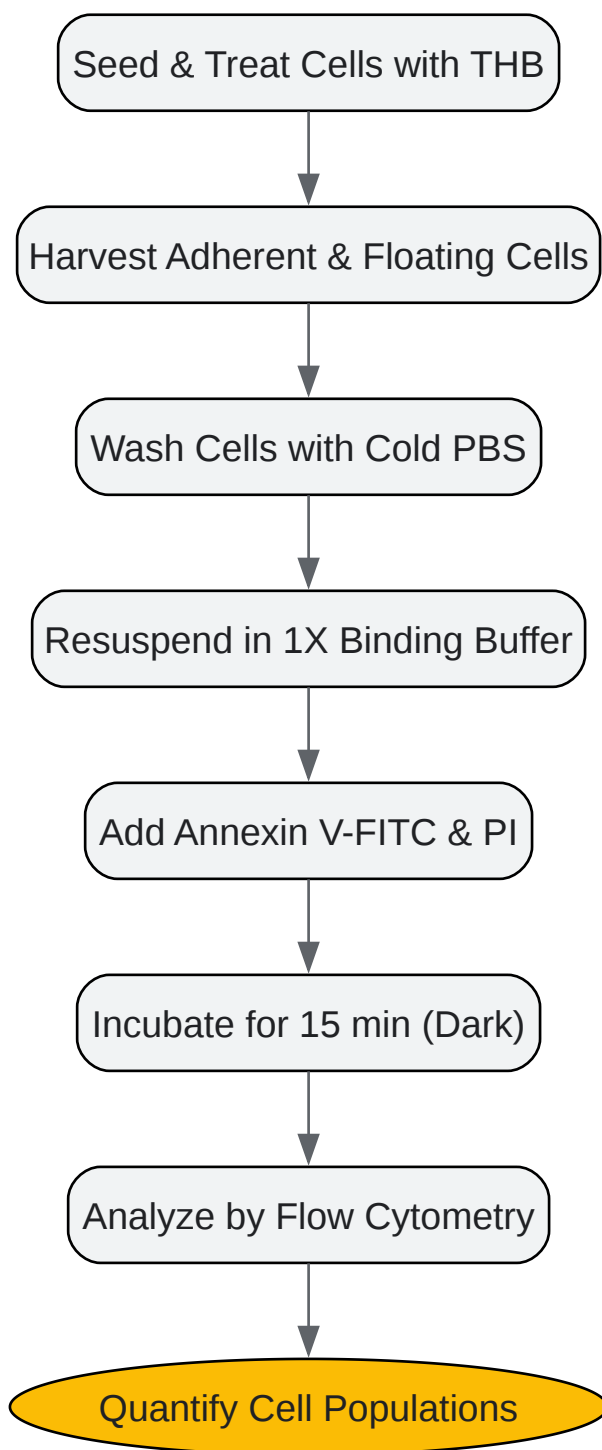 Seed & Treat Cells with THB
Harvest Adherent & Floating Cells
Wash Cells with Cold PBS
Resuspend in 1X Binding Buffer
Add Annexin V-FITC & PI
Incubate for 15 min (Dark)
Analyze by Flow Cytometry
Quantify Cell Populations